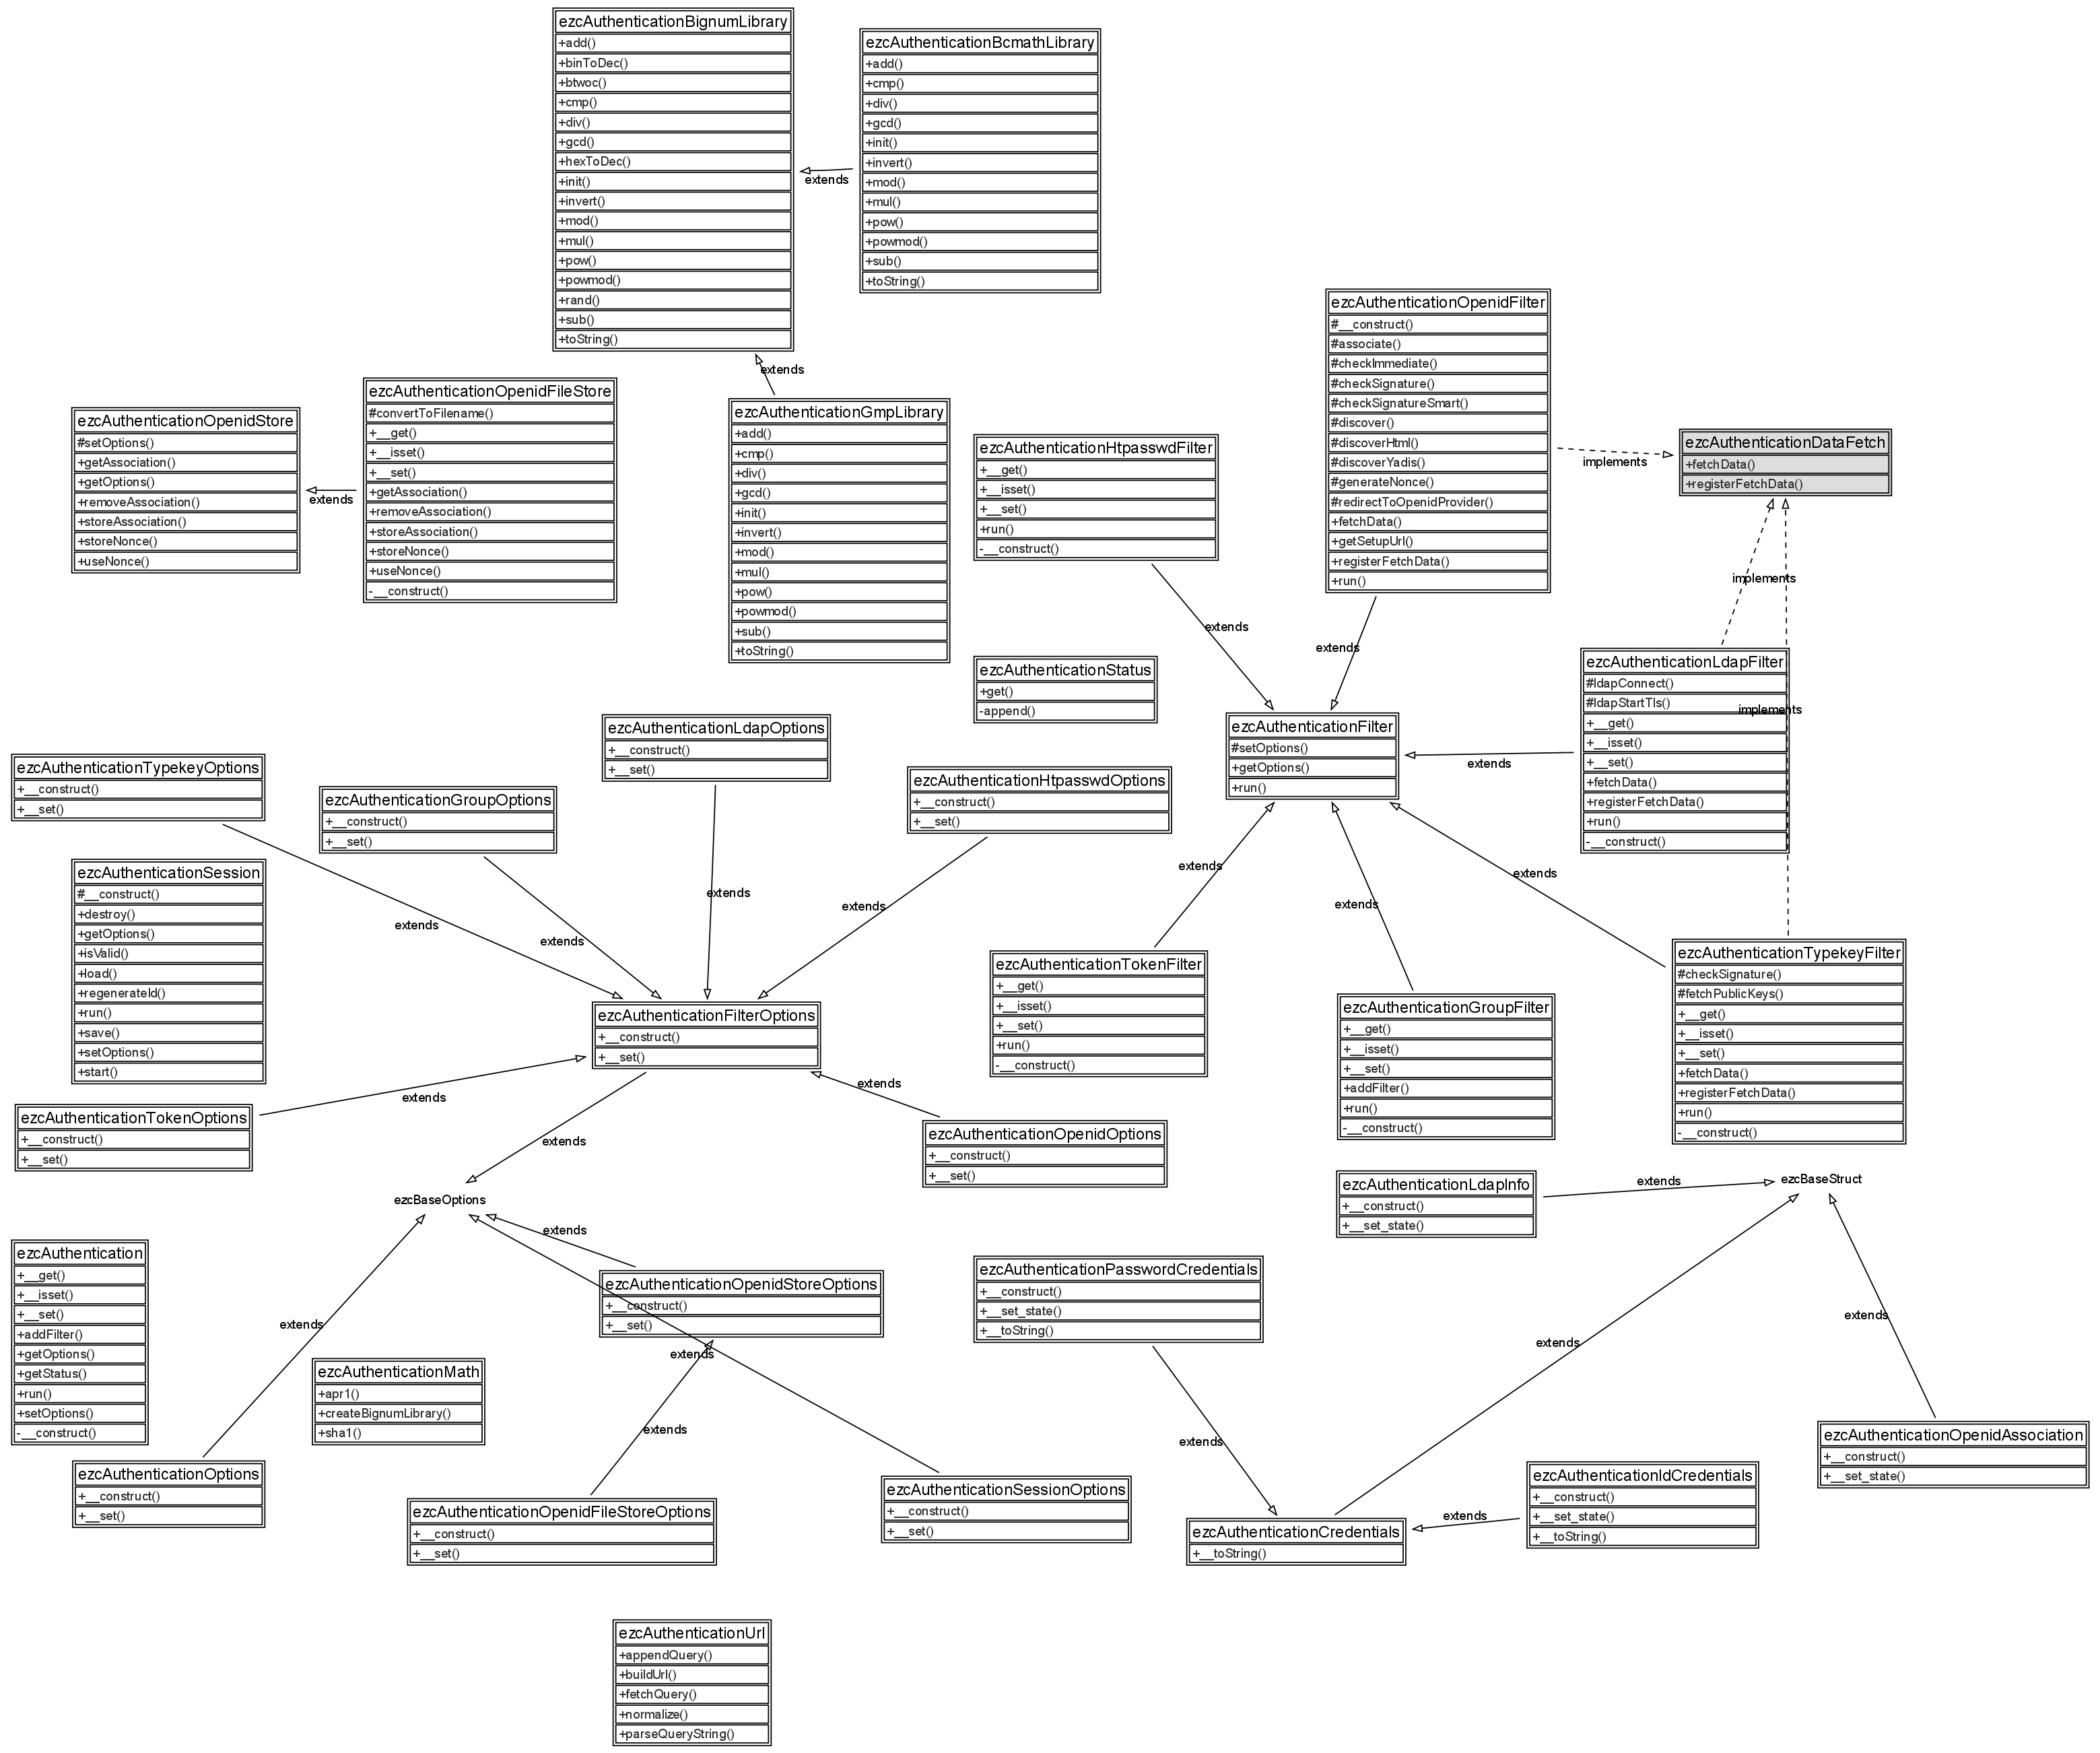 ezcAuthenticationBignumLibrary
+add()
+binToDec()
+btwoc()
+cmp()
+div()
+gcd()
+hexToDec()
+init()
+invert()
+mod()
+mul()
+pow()
+powmod()
+rand()
+sub()
+toString()
ezcAuthenticationBcmathLibrary
+add()
+cmp()
+div()
+gcd()
+init()
+invert()
+mod()
+mul()
+pow()
+powmod()
+sub()
+toString()
extends
extends
ezcAuthenticationOpenidFilter
#__construct()
#associate()
#checkImmediate()
#checkSignature()
#checkSignatureSmart()
#discover()
#discoverHtml()
#discoverYadis()
#generateNonce()
#redirectToOpenidProvider()
+fetchData()
+getSetupUrl()
+registerFetchData()
+run()
implements
ezcAuthenticationDataFetch
+fetchData()
+registerFetchData()
ezcAuthenticationOpenidStore
#setOptions()
+getAssociation()
+getOptions()
+removeAssociation()
+storeAssociation()
+storeNonce()
+useNonce()
extends
ezcAuthenticationOpenidFileStore
#convertToFilename()
+__get()
+__isset()
+__set()
+getAssociation()
+removeAssociation()
+storeAssociation()
+storeNonce()
+useNonce()
-__construct()
ezcAuthenticationGmpLibrary
+add()
+cmp()
+div()
+gcd()
+init()
+invert()
+mod()
+mul()
+pow()
+powmod()
+sub()
+toString()
ezcAuthenticationHtpasswdFilter
+__get()
+__isset()
+__set()
+run()
-__construct()
extends
extends
implements
implements
ezcAuthenticationStatus
+get()
-append()
ezcAuthenticationFilter
#setOptions()
+getOptions()
+run()
extends
ezcAuthenticationLdapFilter
#ldapConnect()
#ldapStartTls()
+__get()
+__isset()
+__set()
+fetchData()
+registerFetchData()
+run()
-__construct()
ezcAuthenticationLdapOptions
+__construct()
+__set()
ezcAuthenticationTypekeyOptions
+__construct()
+__set()
ezcAuthenticationGroupOptions
+__construct()
+__set()
ezcAuthenticationHtpasswdOptions
+__construct()
+__set()
extends
extends
extends
extends
extends
extends
extends
ezcAuthenticationSession
#__construct()
+destroy()
+getOptions()
+isValid()
+load()
+regenerateId()
+run()
+save()
+setOptions()
+start()
ezcAuthenticationFilterOptions
+__construct()
+__set()
ezcAuthenticationTokenFilter
+__get()
+__isset()
+__set()
+run()
-__construct()
ezcAuthenticationGroupFilter
+__get()
+__isset()
+__set()
+addFilter()
+run()
-__construct()
ezcAuthenticationTypekeyFilter
#checkSignature()
#fetchPublicKeys()
+__get()
+__isset()
+__set()
+fetchData()
+registerFetchData()
+run()
-__construct()
ezcAuthenticationTokenOptions
+__construct()
+__set()
extends
extends
extends
ezcAuthenticationOpenidOptions
+__construct()
+__set()
ezcBaseOptions
ezcAuthenticationLdapInfo
+__construct()
+__set_state()
extends
ezcBaseStruct
ezcAuthentication
+__get()
+__isset()
+__set()
+addFilter()
+getOptions()
+getStatus()
+run()
+setOptions()
-__construct()
extends
extends
ezcAuthenticationOpenidStoreOptions
+__construct()
+__set()
extends
ezcAuthenticationPasswordCredentials
+__construct()
+__set_state()
+__toString()
extends
extends
ezcAuthenticationMath
+apr1()
+createBignumLibrary()
+sha1()
extends
extends
ezcAuthenticationOptions
+__construct()
+__set()
ezcAuthenticationOpenidFileStoreOptions
+__construct()
+__set()
ezcAuthenticationSessionOptions
+__construct()
+__set()
ezcAuthenticationCredentials
+__toString()
extends
ezcAuthenticationIdCredentials
+__construct()
+__set_state()
+__toString()
ezcAuthenticationOpenidAssociation
+__construct()
+__set_state()
ezcAuthenticationUrl
+appendQuery()
+buildUrl()
+fetchQuery()
+normalize()
+parseQueryString()